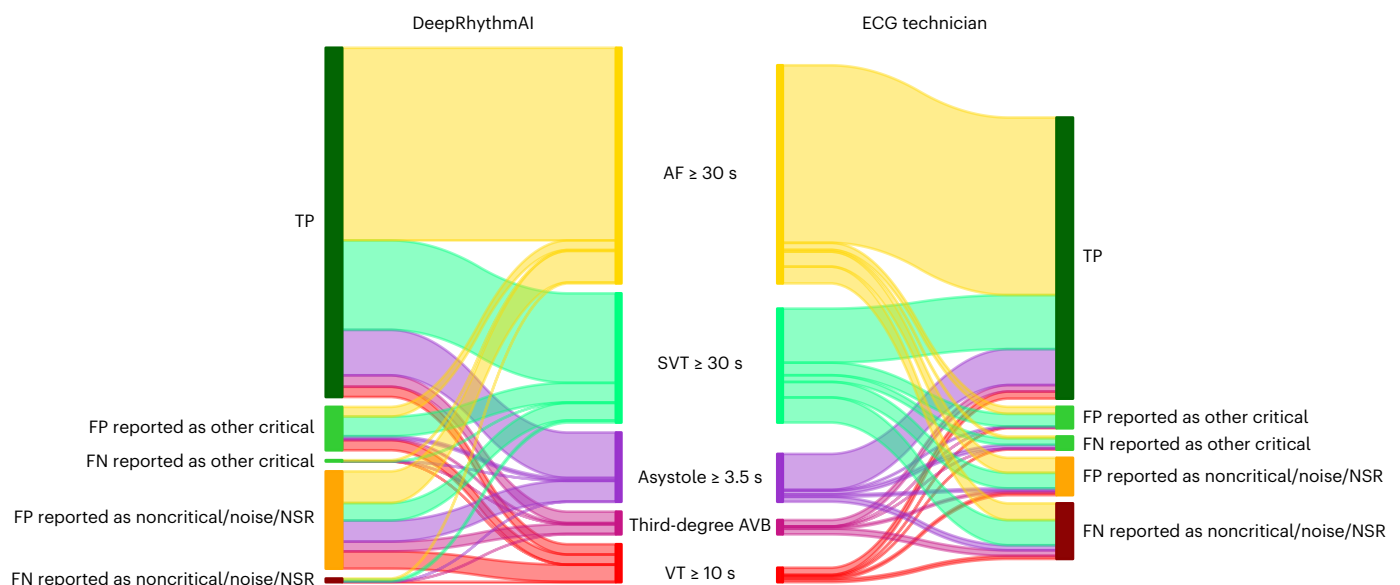 DeepRhythmAI
ECG technician
TP
FP reported as other critical
FN reported as other critical
FP reported as noncritical/noise/NSR
FN reported as noncritical/noise/NSR
AF ≥ 30 s
SVT ≥ 30 s
Asystole ≥ 3.5 s
Third-degree AVB
VT ≥ 10 s
TP
FP reported as other critical
FN reported as other critical
FP reported as noncritical/noise/NSR
FN reported as noncritical/noise/NSR